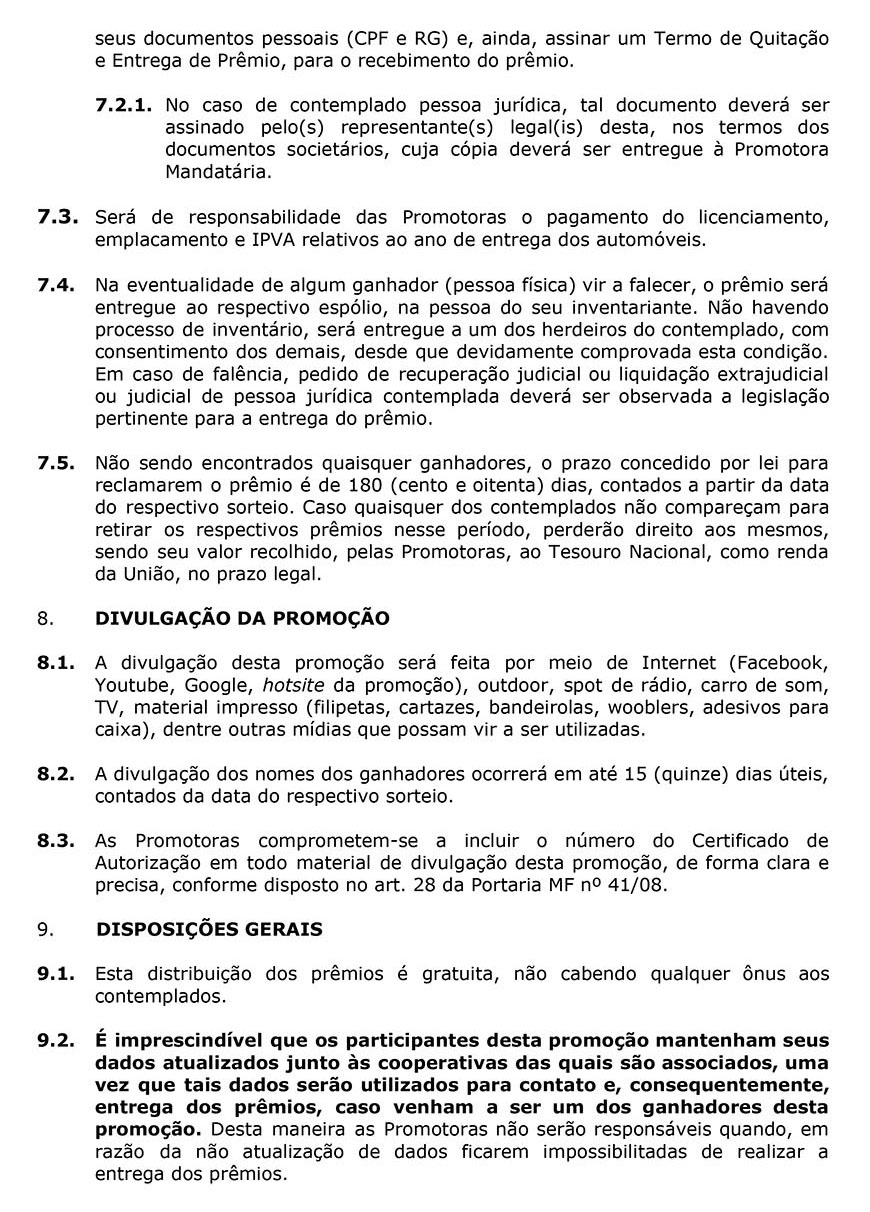 seus documentos pessoais (CPF e RG) e, ainda, assinar um Termo de Quitação
e Entrega de Prêmio, para o recebimento do prêmio.
7.2.1. No caso de contemplado pessoa jurídica, tal documento deverá ser
assinado pelo(s) representante(s) legal(is) desta, nos termos dos
documentos societários, cuja cópia deverá ser entregue à Promotora
Mandatária.
7.3. Será de responsabilidade das Promotoras o pagamento do licenciamento,
emplacamento e IPVA relativos ao ano de entrega dos automóveis.
7.4. Na eventualidade de algum ganhador (pessoa física) vir a falecer, o prêmio será
entregue ao respectivo espólio, na pessoa do seu inventariante. Não havendo
processo de inventário, será entregue a um dos herdeiros do contemplado, com
consentimento dos demais, desde que devidamente comprovada esta condição.
Em caso de falência, pedido de recuperação judicial ou liquidação extrajudicial
ou judicial de pessoa jurídica contemplada deverá ser observada a legislação
pertinente para a entrega do prêmio.
7.5. Não sendo encontrados quaisquer ganhadores, o prazo concedido por lei para
reclamarem o prêmio é de 180 (cento e oitenta) dias, contados a partir da data
do respectivo sorteio. Caso quaisquer dos contemplados não compareçam para
retirar os respectivos prêmios nesse período, perderão direito aos mesmos,
sendo seu valor recolhido, pelas Promotoras, ao Tesouro Nacional, como renda
da União, no prazo legal.
8. DIVULGAÇÃO DA PROMOÇÃO
8.1. A divulgação desta promoção será feita por meio de Internet (Facebook,
Youtube, Google, hotsite da promoção), outdoor, spot de rádio, carro de som,
TV, material impresso (filipetas, cartazes, bandeirolas, wooblers, adesivos para
caixa), dentre outras mídias que possam vir a ser utilizadas.
8.2. A divulgação dos nomes dos ganhadores ocorrerá em até 15 (quinze) dias úteis,
contados da data do respectivo sorteio.
8.3. As Promotoras comprometem-se a incluir o número do Certificado de
Autorização em todo material de divulgação desta promoção, de forma clara e
precisa, conforme disposto no art. 28 da Portaria MF nº 41/08.
9. DISPOSIÇÕES GERAIS
9.1. Esta distribuição dos prêmios é gratuita, não cabendo qualquer ônus aos
contemplados.
9.2. É imprescindível que os participantes desta promoção mantenham seus
dados atualizados junto às cooperativas das quais são associados, uma
vez que tais dados serão utilizados para contato e, consequentemente,
entrega dos prêmios, caso venham a ser um dos ganhadores desta
promoção. Desta maneira as Promotoras não serão responsáveis quando, em
razão da não atualização de dados ficarem impossibilitadas de realizar a
entrega dos prêmios.